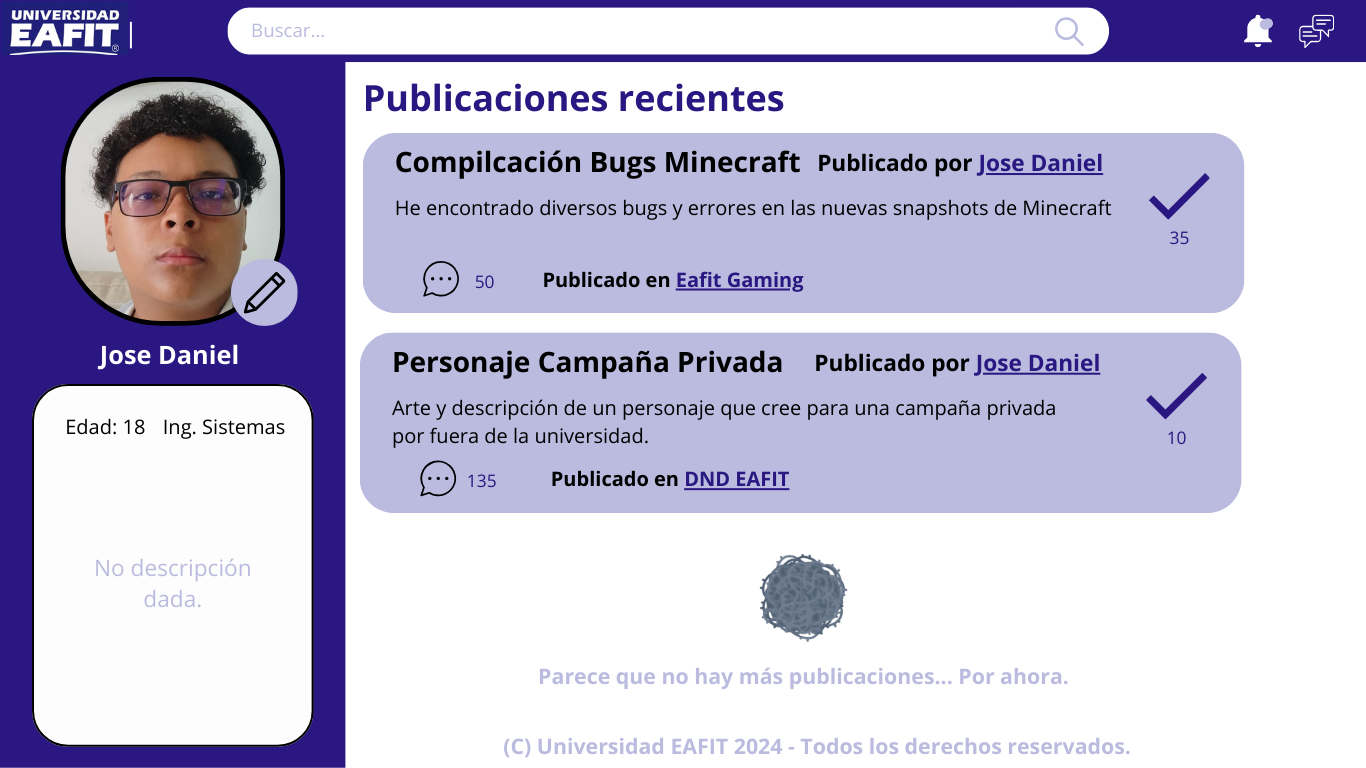 UNIVERSIDAD
EAFIT®
Buscar...
Publicaciones recientes
Compilcación Bugs Minecraft Publicado por Jose Daniel
He encontrado diversos bugs y errores en las nuevas snapshots de Minecraft
35
50 Publicado en Eafit Gaming
Jose Daniel
Edad: 18 Ing. Sistemas
No descripción
dada.
Personaje Campaña Privada Publicado por Jose Daniel
Arte y descripción de un personaje que cree para una campaña privada
por fuera de la universidad.
10
135 Publicado en DND EAFIT
Parece que no hay más publicaciones... Por ahora.
(C) Universidad EAFIT 2024 - Todos los derechos reservados.